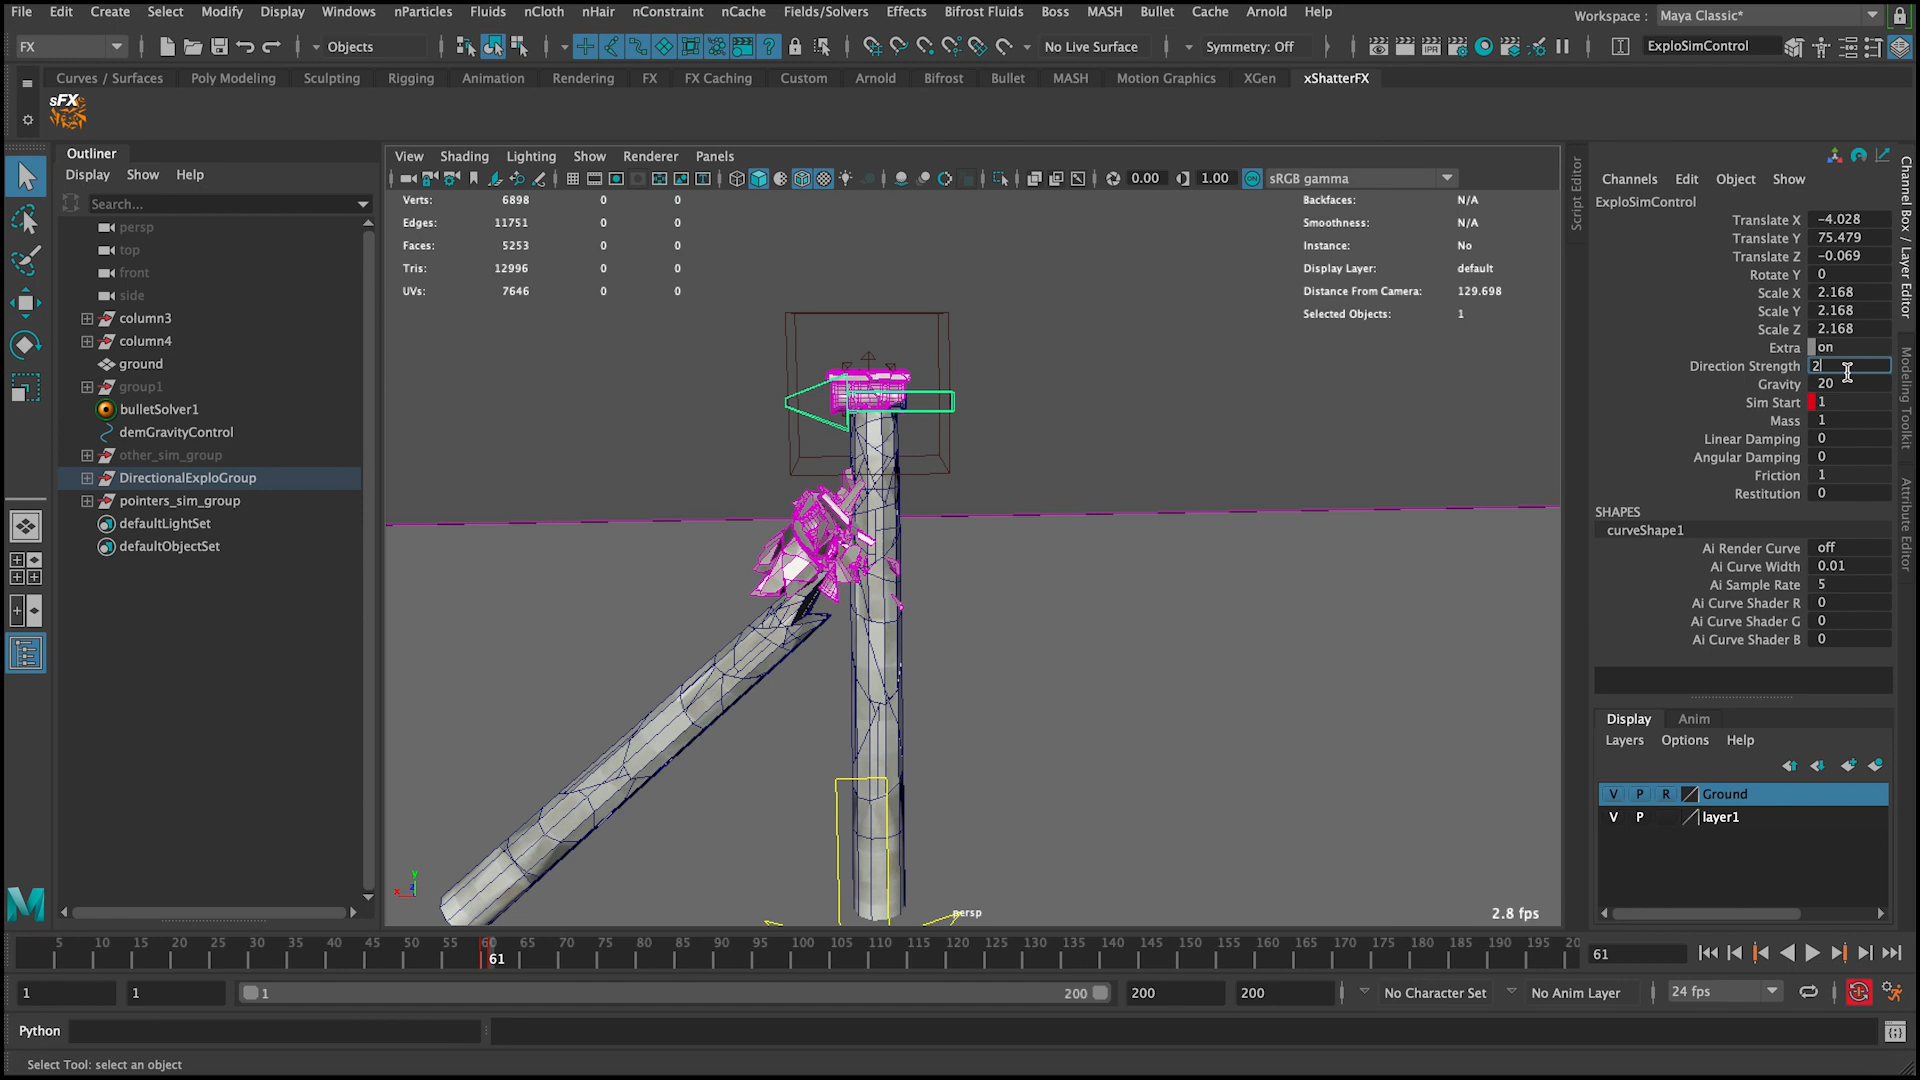 File Edit Create Select Modify Display Windows nParticles Fluids nCloth nHair nConstraint nCache Fields/Solvers Effects Bifrost Fluids Boss MASH Bullet Cache Arnold Help
Workspace : Maya Classic*
FX Objects No Live Surface Symmetry: Off ExploSimControl
Curves / Surfaces Poly Modeling Sculpting Rigging Animation Rendering FX FX Caching Custom Arnold Bifrost Bullet MASH Motion Graphics XGen xShatterFX
sFX
Outliner
Display Show Help
Search...
persp
top
front
side
column3
column4
ground
group1
bulletSolver1
demGravityControl
other_sim_group
DirectionalExploGroup
pointers_sim_group
defaultLightSet
defaultObjectSet
View Shading Lighting Show Renderer Panels
0.00 1.00 sRGB gamma
Verts: 6898 0 0
Edges: 11751 0 0
Faces: 5253 0 0
Tris: 12996 0 0
UVs: 7646 0 0
Backfaces: N/A
Smoothness: N/A
Instance: No
Display Layer: default
Distance From Camera: 129.698
Selected Objects: 1
y
x
z
persp
2.8 fps
Script Editor
Channels Edit Object Show
ExploSimControl
Translate X -4.028
Translate Y 75.479
Translate Z -0.069
Rotate Y 0
Scale X 2.168
Scale Y 2.168
Scale Z 2.168
Extra on
Direction Strength 2
Gravity 20
Sim Start 1
Mass 1
Linear Damping 0
Angular Damping 0
Friction 1
Restitution 0
SHAPES
curveShape1
Ai Render Curve off
Ai Curve Width 0.01
Ai Sample Rate 5
Ai Curve Shader R 0
Ai Curve Shader G 0
Ai Curve Shader B 0
Display Anim
Layers Options Help
V P R Ground
V P layer1
Channel Box / Layer Editor
Modeling Toolkit
Attribute Editor
5 10 15 20 25 30 35 40 45 50 55 60 65 70 75 80 85 90 95 100 105 110 115 120 125 130 135 140 145 150 155 160 165 170 175 180 185 190 195 20
61
61
1 1 1 200 200 200 No Character Set No Anim Layer 24 fps
Python
Select Tool: select an object